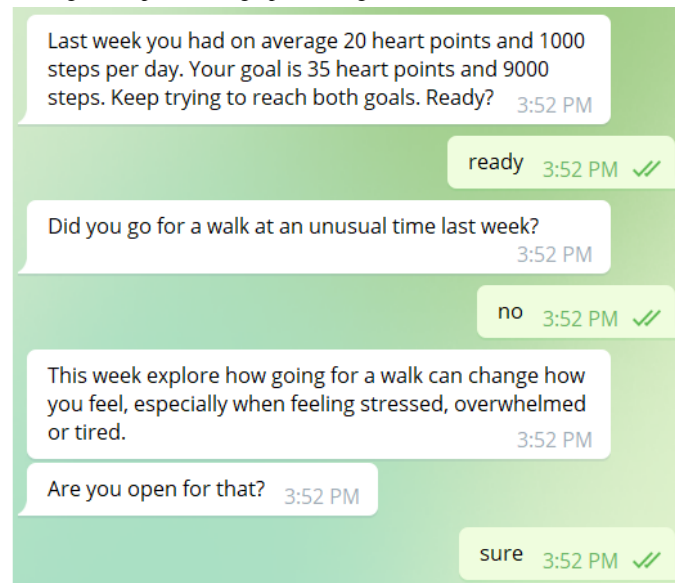 Last week you had on average 20 heart points and 1000
steps per day. Your goal is 35 heart points and 9000
steps. Keep trying to reach both goals. Ready? 3:52 PM
ready 3:52 PM
Did you go for a walk at an unusual time last week?
3:52 PM
no 3:52 PM
This week explore how going for a walk can change how
you feel, especially when feeling stressed, overwhelmed
or tired. 3:52 PM
Are you open for that? 3:52 PM
sure 3:52 PM